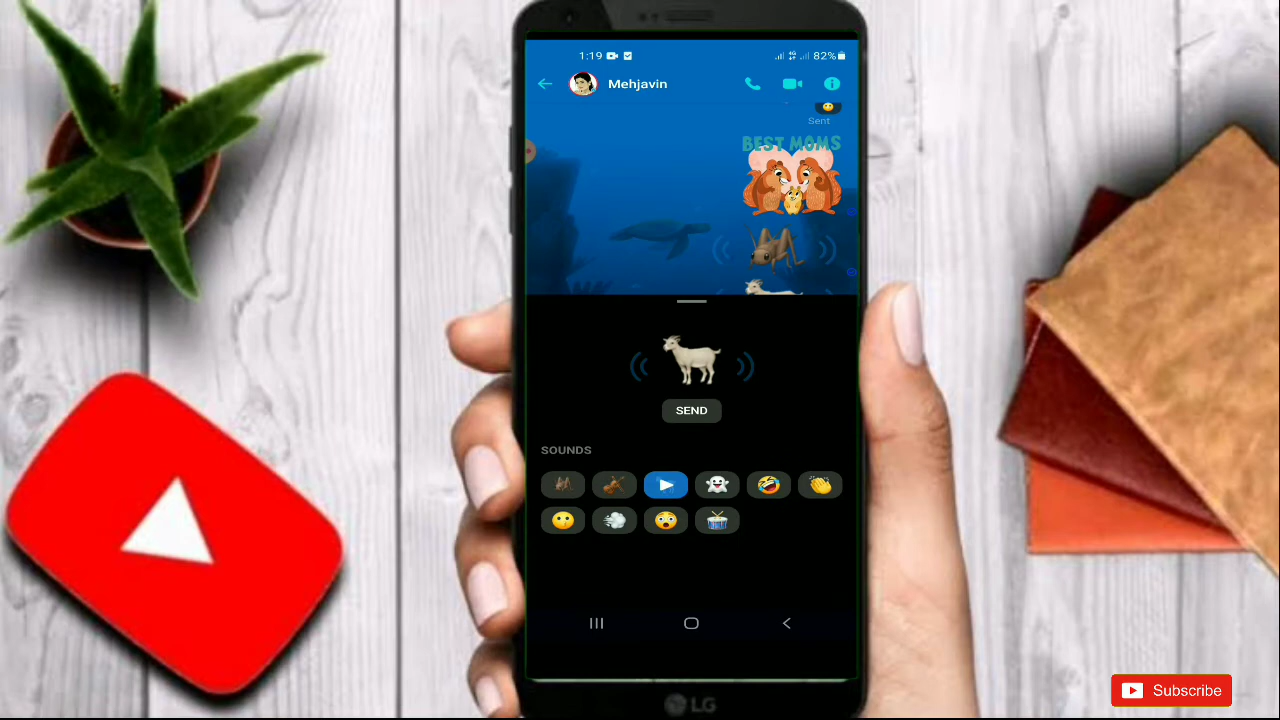 1:19
82%
Mehjavin
Sent
BEST MOMS
SEND
SOUNDS
LG
Subscribe